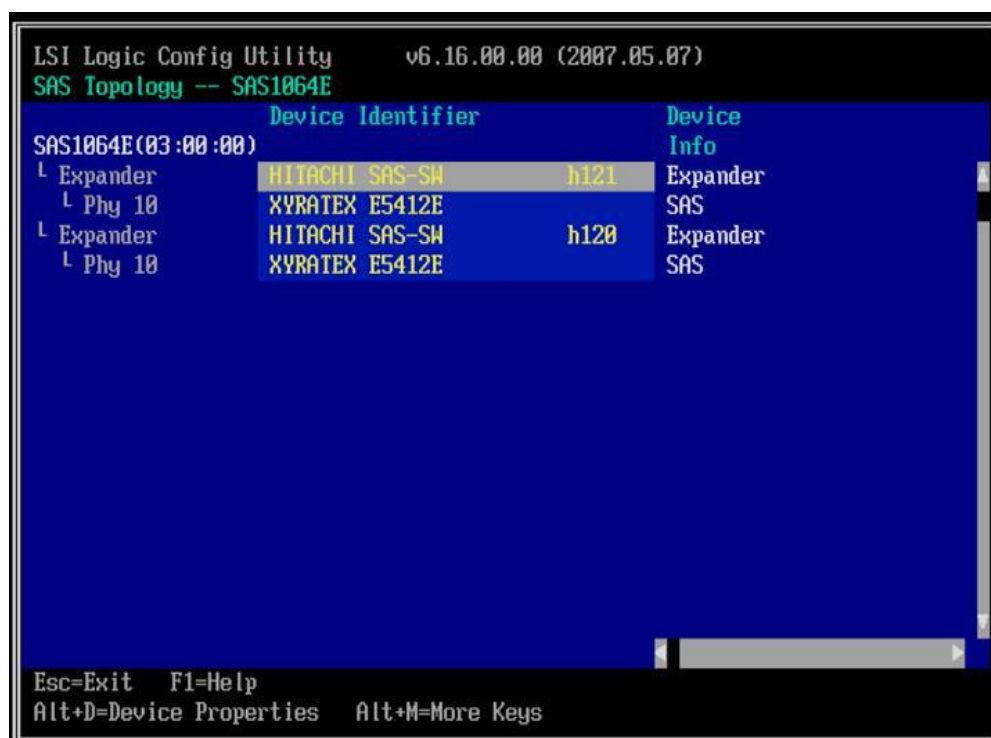 LSI Logic Config Utility v6.16.00.00 (2007.05.07)
SAS Topology -- SAS1064E
Device Identifier Device
SAS1064E(03:00:00) Info
Expander HITACHI SAS-SW h121 Expander
Phy 10 XYRATEX E5412E SAS
Expander HITACHI SAS-SW h120 Expander
Phy 10 XYRATEX E5412E SAS
Esc=Exit F1=Help
Alt+D=Device Properties Alt+M=More Keys